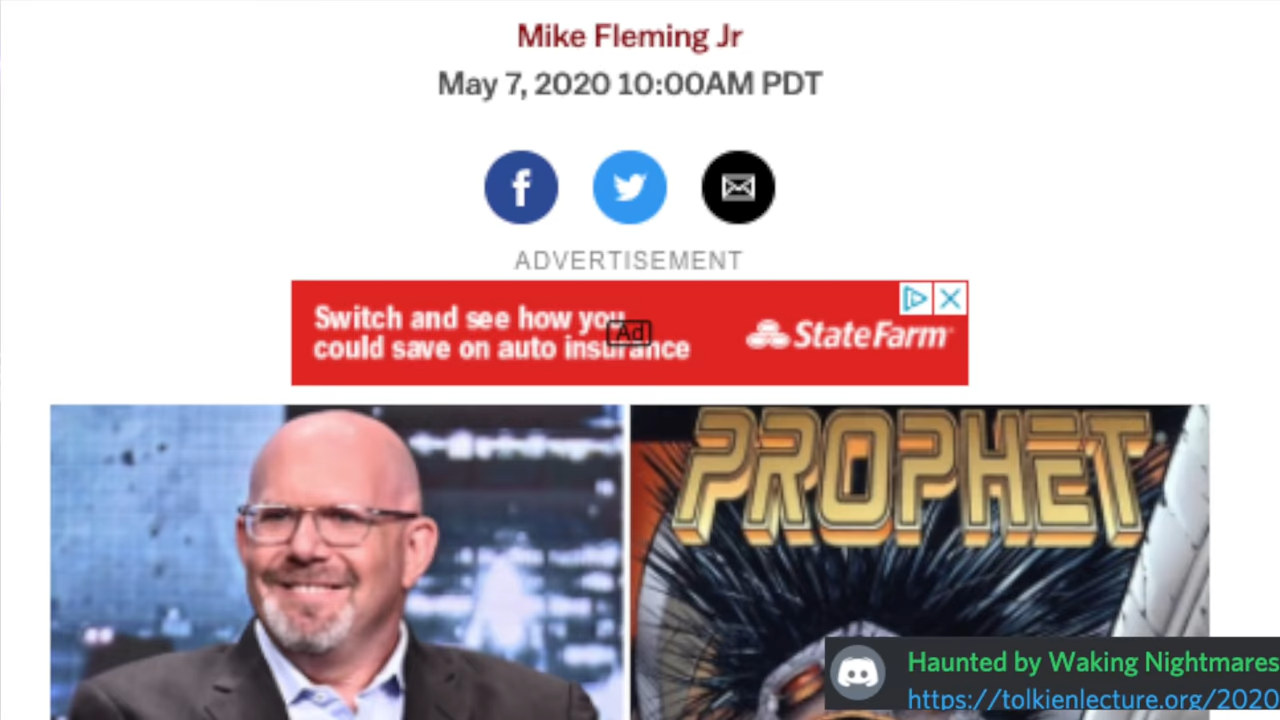 Mike Fleming Jr
May 7, 2020 10:00AM PDT
f
ADVERTISEMENT
Switch and see how you
could save on auto insurance
Ad
StateFarm
PROPHET
Haunted by Waking Nightmares
https://tolkienlecture.org/2020